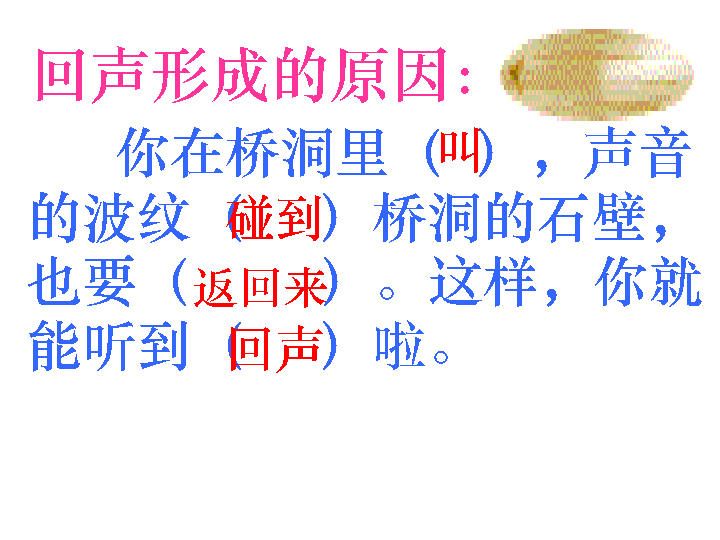 回声形成的原因：
你在桥洞里（叫），声音
的波纹（碰到）桥洞的石壁，
也要（返回来）。这样，你就
能听到（回声）啦。